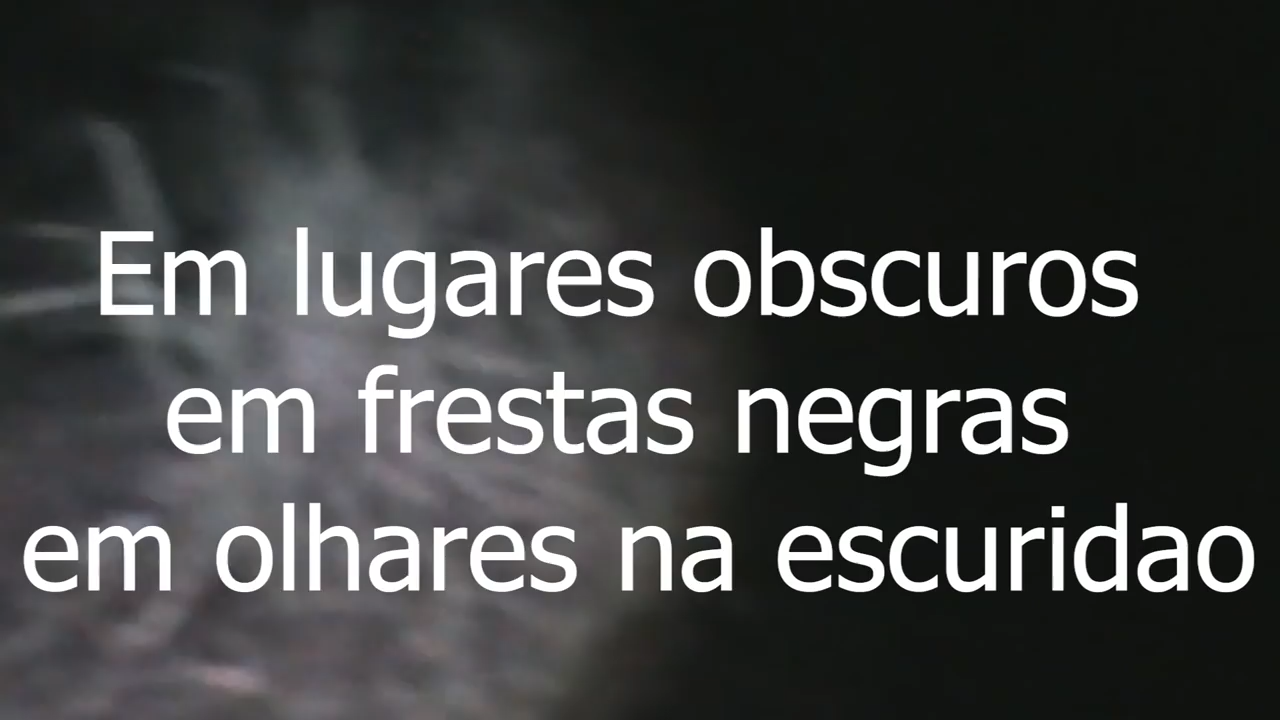 Em lugares obscuros
em frestas negras
em olhares na escuridao